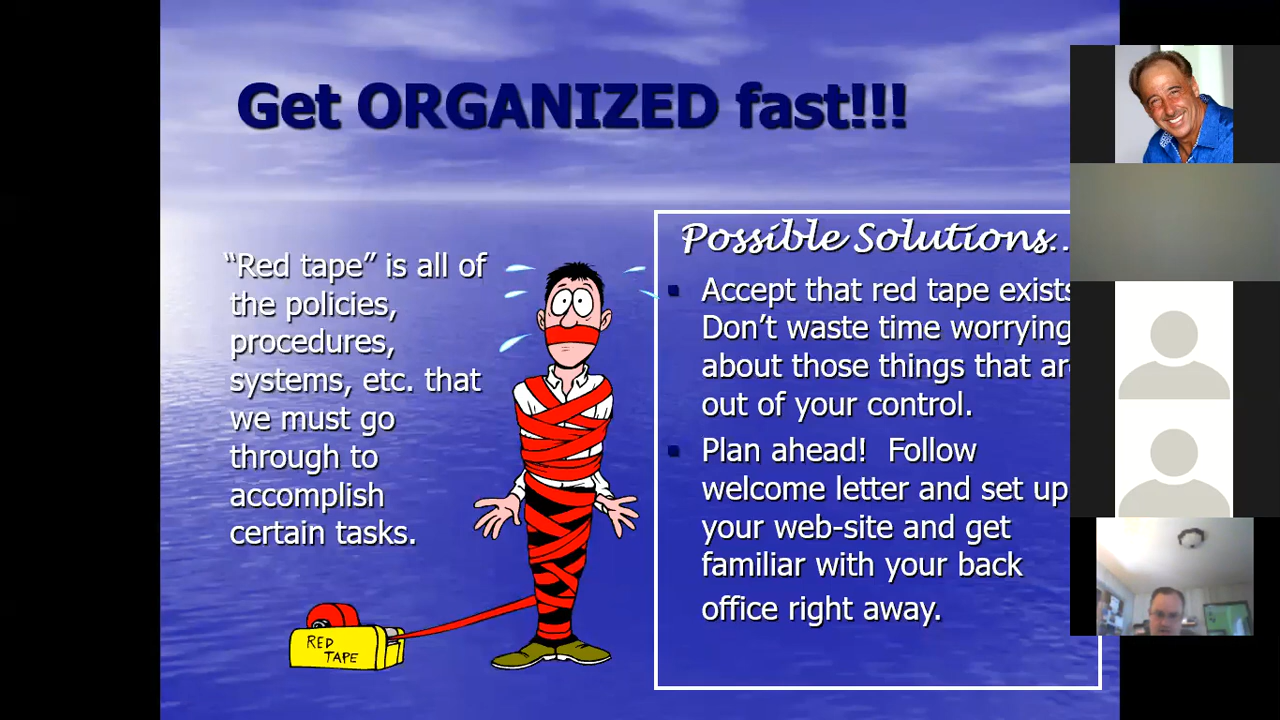 Get ORGANIZED fast!!!
“Red tape” is all of
the policies,
procedures,
systems, etc. that
we must go
through to
accomplish
certain tasks.
RED
TAPE
Possible Solutions..
Accept that red tape exists
Don’t waste time worrying
about those things that ar
out of your control.
Plan ahead!  Follow
welcome letter and set up
your web-site and get
familiar with your back
office right away.